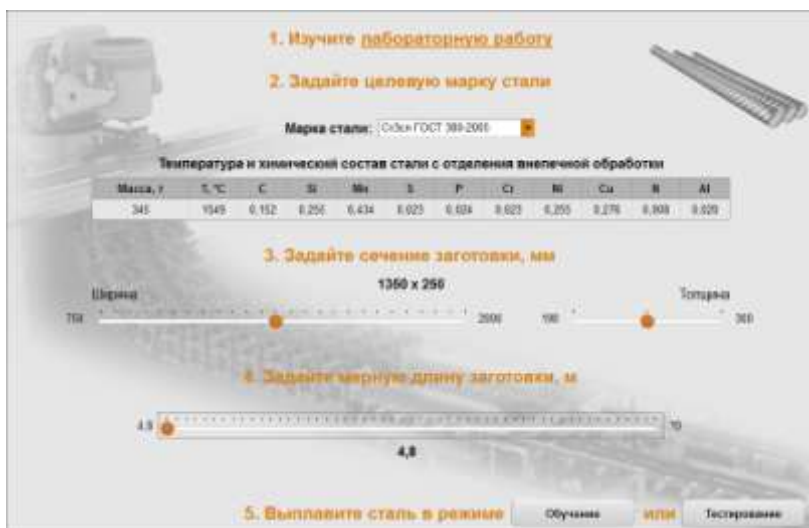 1. Изучите лабораторную работу
2. Задайте целевую марку стали
Марка стали: Ст3сп ГОСТ 380-2005
Температура и химический состав стали с отделения внепечной обработки
Масса, т T, °C C Si Mn S P Cr Ni Cu N Al
345 1549 0,152 0,255 0,434 0,023 0,024 0,023 0,255 0,276 0,008 0,020
3. Задайте сечение заготовки, мм
1350 x 250
Ширина Толщина
750 2000 190 300
4. Задайте мерную длину заготовки, м
4,8 10
4,8
5. Выплавите сталь в режиме Обучение или Тестирование